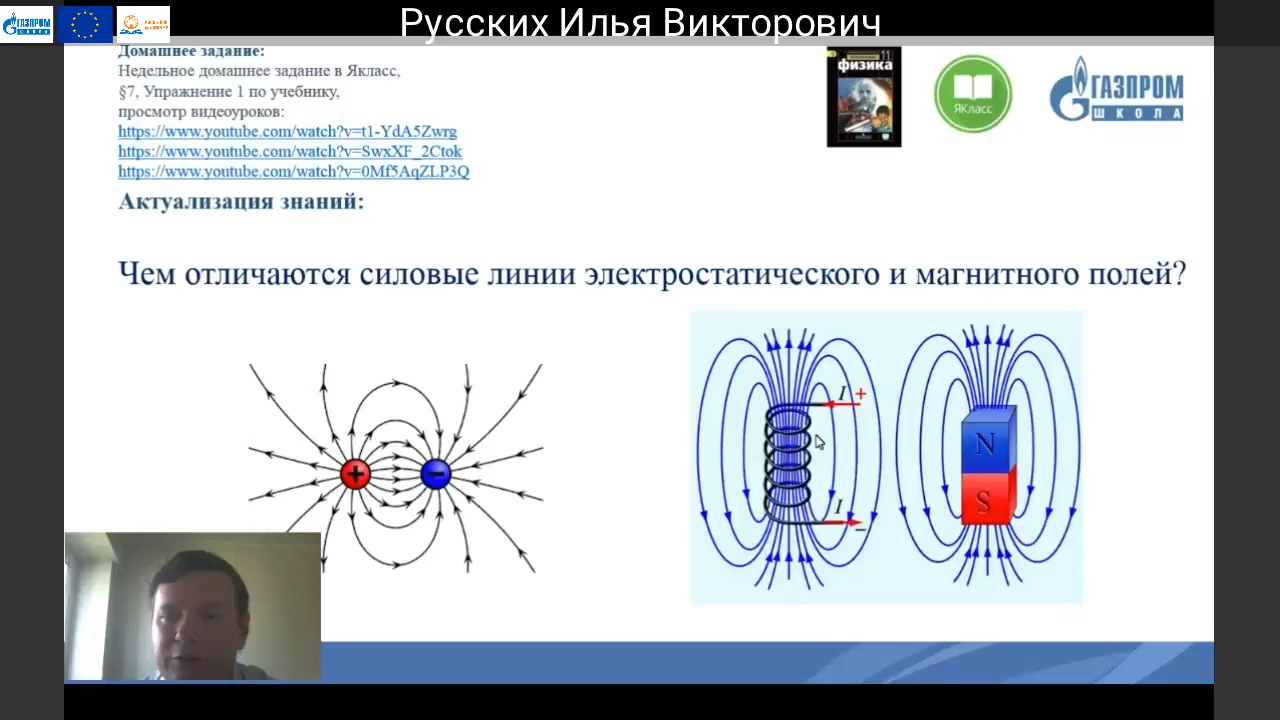 ГАЗПРОМ
ШКОЛА
Русских Илья Викторович
Домашнее задание:
Недельное домашнее задание в Якласс,
§7, Упражнение 1 по учебнику,
просмотр видеоуроков:
https://www.youtube.com/watch?v=t1-YdA5Zwrg
https://www.youtube.com/watch?v=SwxXF_2Ctok
https://www.youtube.com/watch?v=0Mf5AqZLP3Q
11
физика
ЯКласс
ГАЗПРОМ
ШКОЛА
Актуализация знаний:
Чем отличаются силовые линии электростатического и магнитного полей?
+
−
I +
I
−
N
S